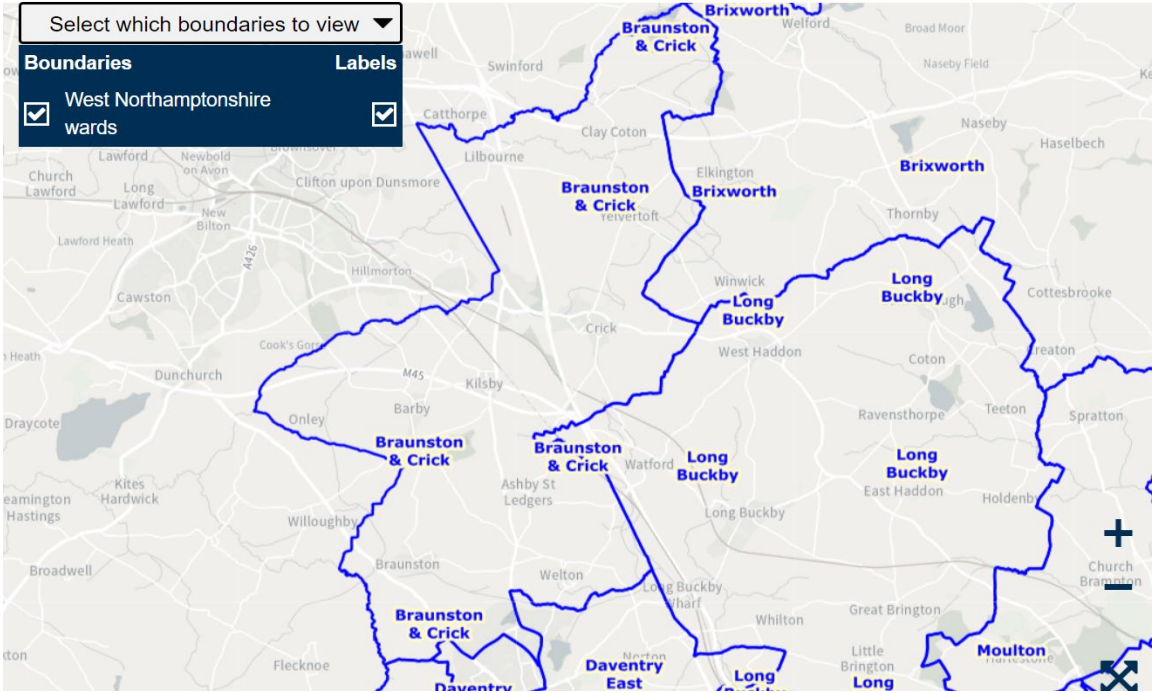 Select which boundaries to view
Boundaries Labels
West Northamptonshire
wards
Brixworth
Braunston
& Crick
Welford
Broad Moor
Swinford
Naseby Field
Catthorpe
Clay Coton
Naseby
Haselbech
Lawford
Newbold
on Avon
Lilbourne
Church
Lawford
Long
Lawford
Clifton upon Dunsmore
Elkington
Brixworth
Brixworth
Braunston
& Crick
Yelvertoft
New
Bilton
Thornby
Lawford Heath
A426
Hillmorton
Winwick
Long
Buckby
Cottesbrooke
Cawston
Long
Buckby
Crick
West Haddon
Coton
Dunchurch
M45
Kilsby
Barby
Onley
Draycote
Ravensthorpe
Teeton
Spratton
Braunston
& Crick
Braunston
& Crick
Watford
Long
Buckby
Long
Buckby
East Haddon
Ashby St
Ledgers
Kites
Hardwick
Hastings
Willoughby
Long Buckby
Broadwell
Braunston
Welton
Long Buckby
Wharf
Church
Brampton
Great Brington
Whilton
Braunston
& Crick
Flecknoe
Norton
Daventry
East
Little
Brington
Moulton
Harlestone
Daventry
Long
Buckby
Long
+
−